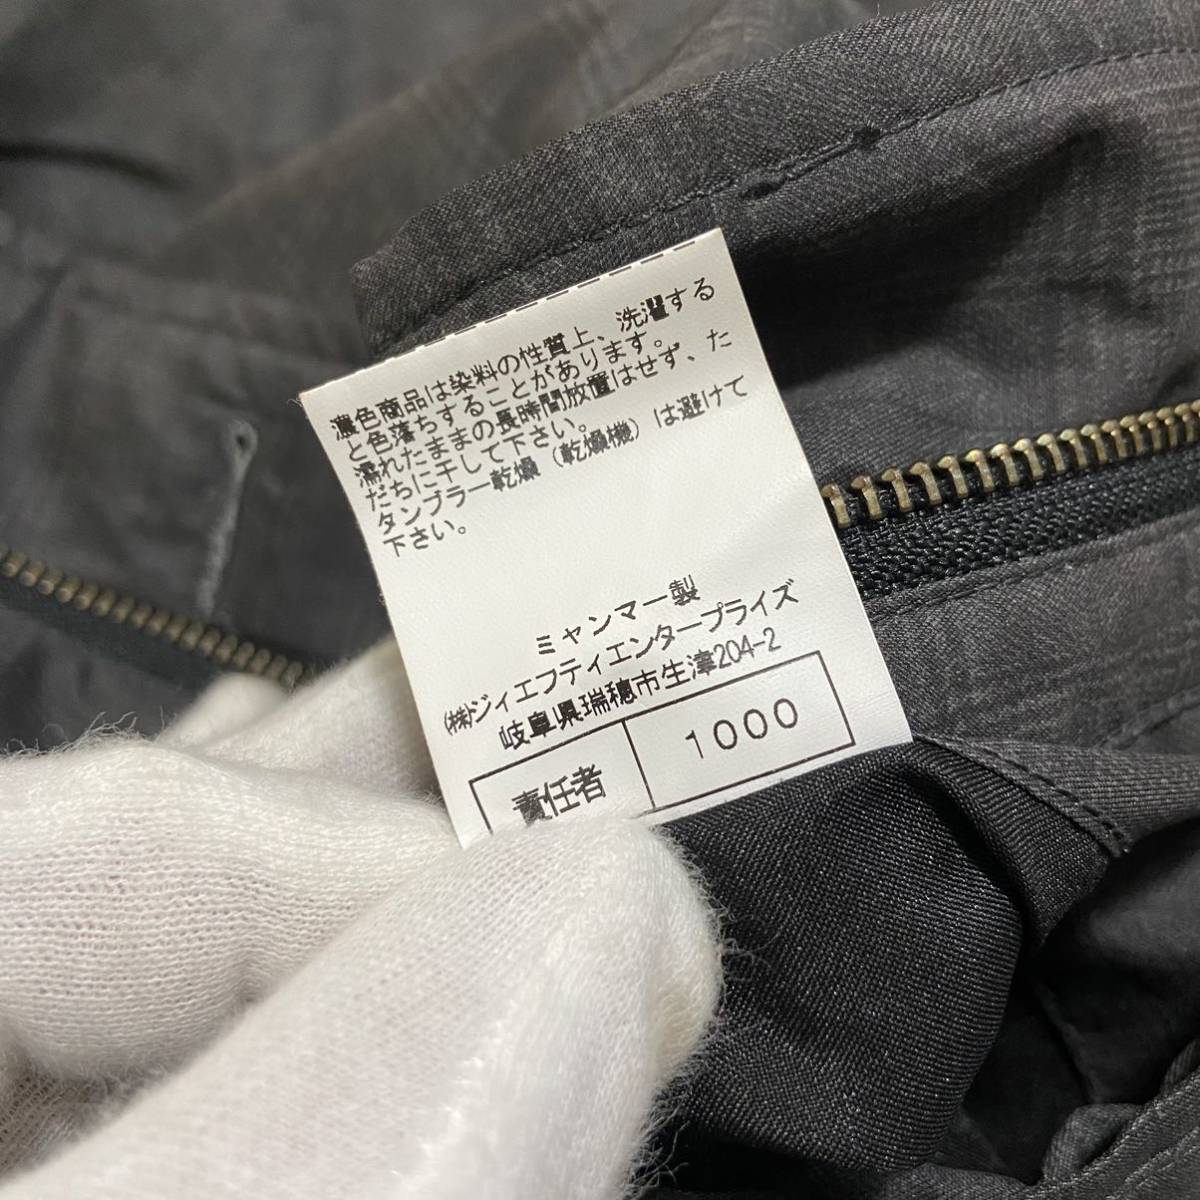 濃色商品は染料の性質上、洗濯する
と色落ちすることがあります。
濡れたままの長時間放置はせず、た
だちに干して下さい。
タンブラー乾燥（乾燥機）は避けて
下さい。
ミャンマー製
㈱ジィエフティエンタープライズ
岐阜県瑞穂市生津204-2
責任者 1000